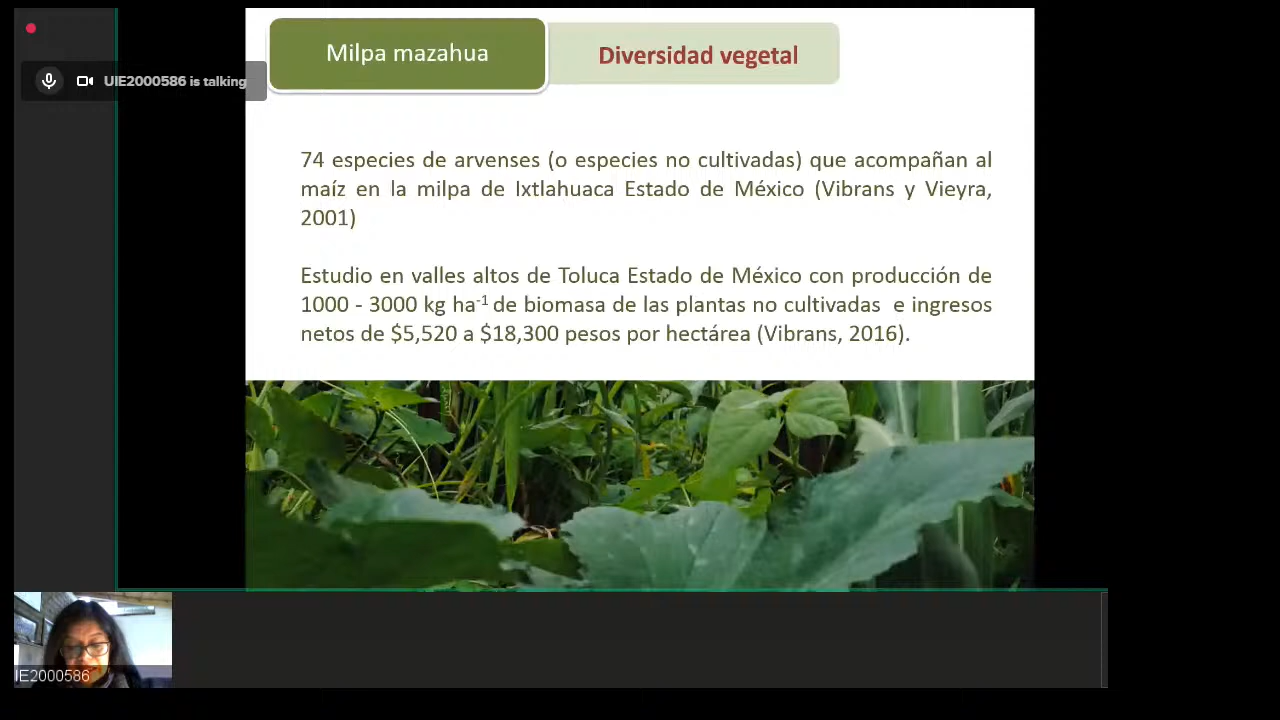 Milpa mazahua
Diversidad vegetal
UIE2000586 is talking
74 especies de arvenses (o especies no cultivadas) que acompañan al
maíz en la milpa de Ixtlahuaca Estado de México (Vibrans y Vieyra,
2001)
Estudio en valles altos de Toluca Estado de México con producción de
1000 - 3000 kg ha-1 de biomasa de las plantas no cultivadas e ingresos
netos de $5,520 a $18,300 pesos por hectárea (Vibrans, 2016).
IE2000586